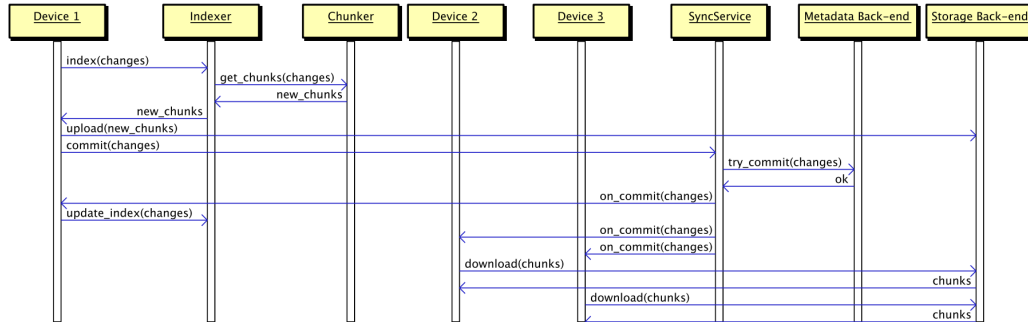 Device 1
Indexer
Chunker
Device 2
Device 3
SyncService
Metadata Back-end
Storage Back-end
index(changes)
get_chunks(changes)
new_chunks
new_chunks
upload(new_chunks)
commit(changes)
try_commit(changes)
ok
on_commit(changes)
update_index(changes)
on_commit(changes)
on_commit(changes)
download(chunks)
chunks
download(chunks)
chunks